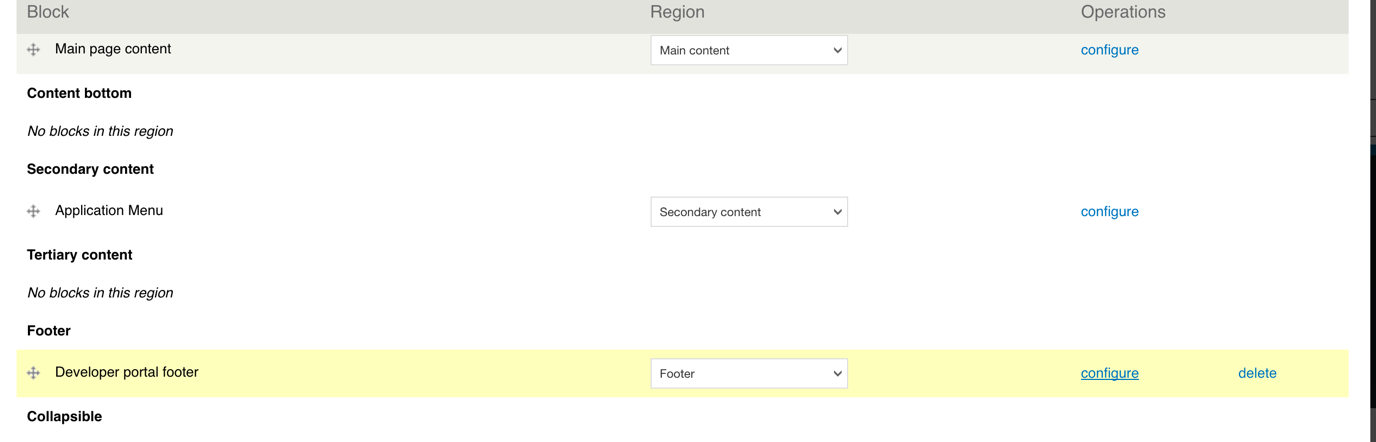 Block Region Operations
Main page content Main content configure
Content bottom
No blocks in this region
Secondary content
Application Menu Secondary content configure
Tertiary content
No blocks in this region
Footer
Developer portal footer Footer configure delete
Collapsible